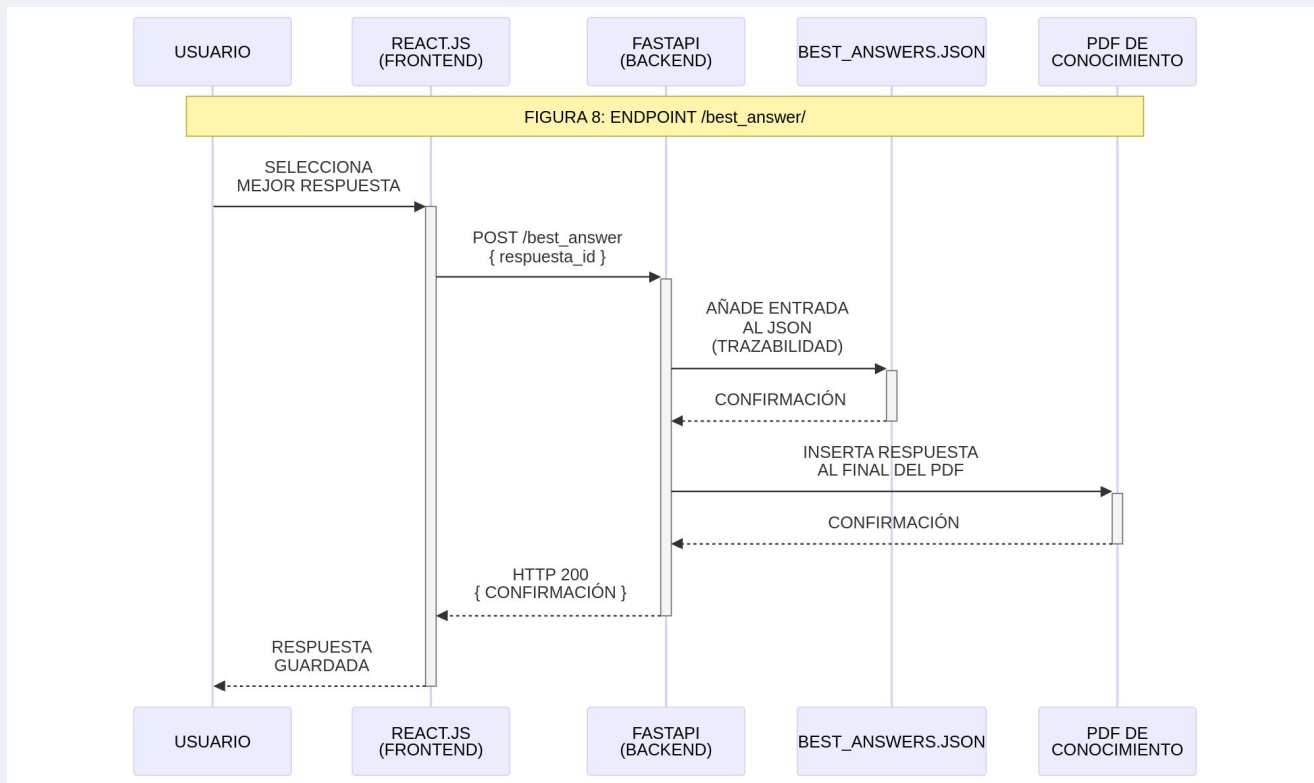 USUARIO
REACT.JS
(FRONTEND)
FASTAPI
(BACKEND)
BEST_ANSWERS.JSON
PDF DE
CONOCIMIENTO
FIGURA 8: ENDPOINT /best_answer/
SELECCIONA
MEJOR RESPUESTA
POST /best_answer
{ respuesta_id }
AÑADE ENTRADA
AL JSON
(TRAZABILIDAD)
CONFIRMACIÓN
INSERTA RESPUESTA
AL FINAL DEL PDF
CONFIRMACIÓN
HTTP 200
{ CONFIRMACIÓN }
RESPUESTA
GUARDADA
USUARIO
REACT.JS
(FRONTEND)
FASTAPI
(BACKEND)
BEST_ANSWERS.JSON
PDF DE
CONOCIMIENTO